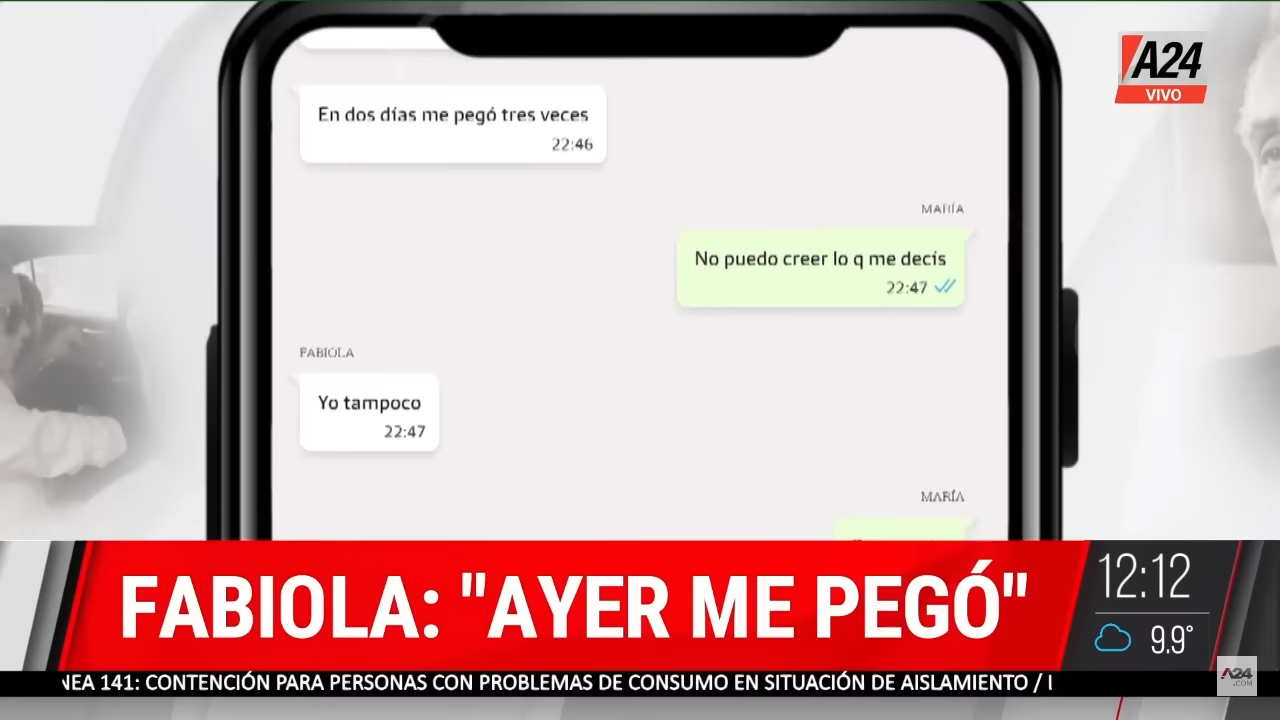 A24
VIVO
En dos días me pegó tres veces
22:46
MARÍA
No puedo creer lo q me decís
22:47
FABIOLA
Yo tampoco
22:47
MARÍA
FABIOLA: "AYER ME PEGÓ"
12:12
9.9°
NEA 141: CONTENCIÓN PARA PERSONAS CON PROBLEMAS DE CONSUMO EN SITUACIÓN DE AISLAMIENTO /
A24
.COM